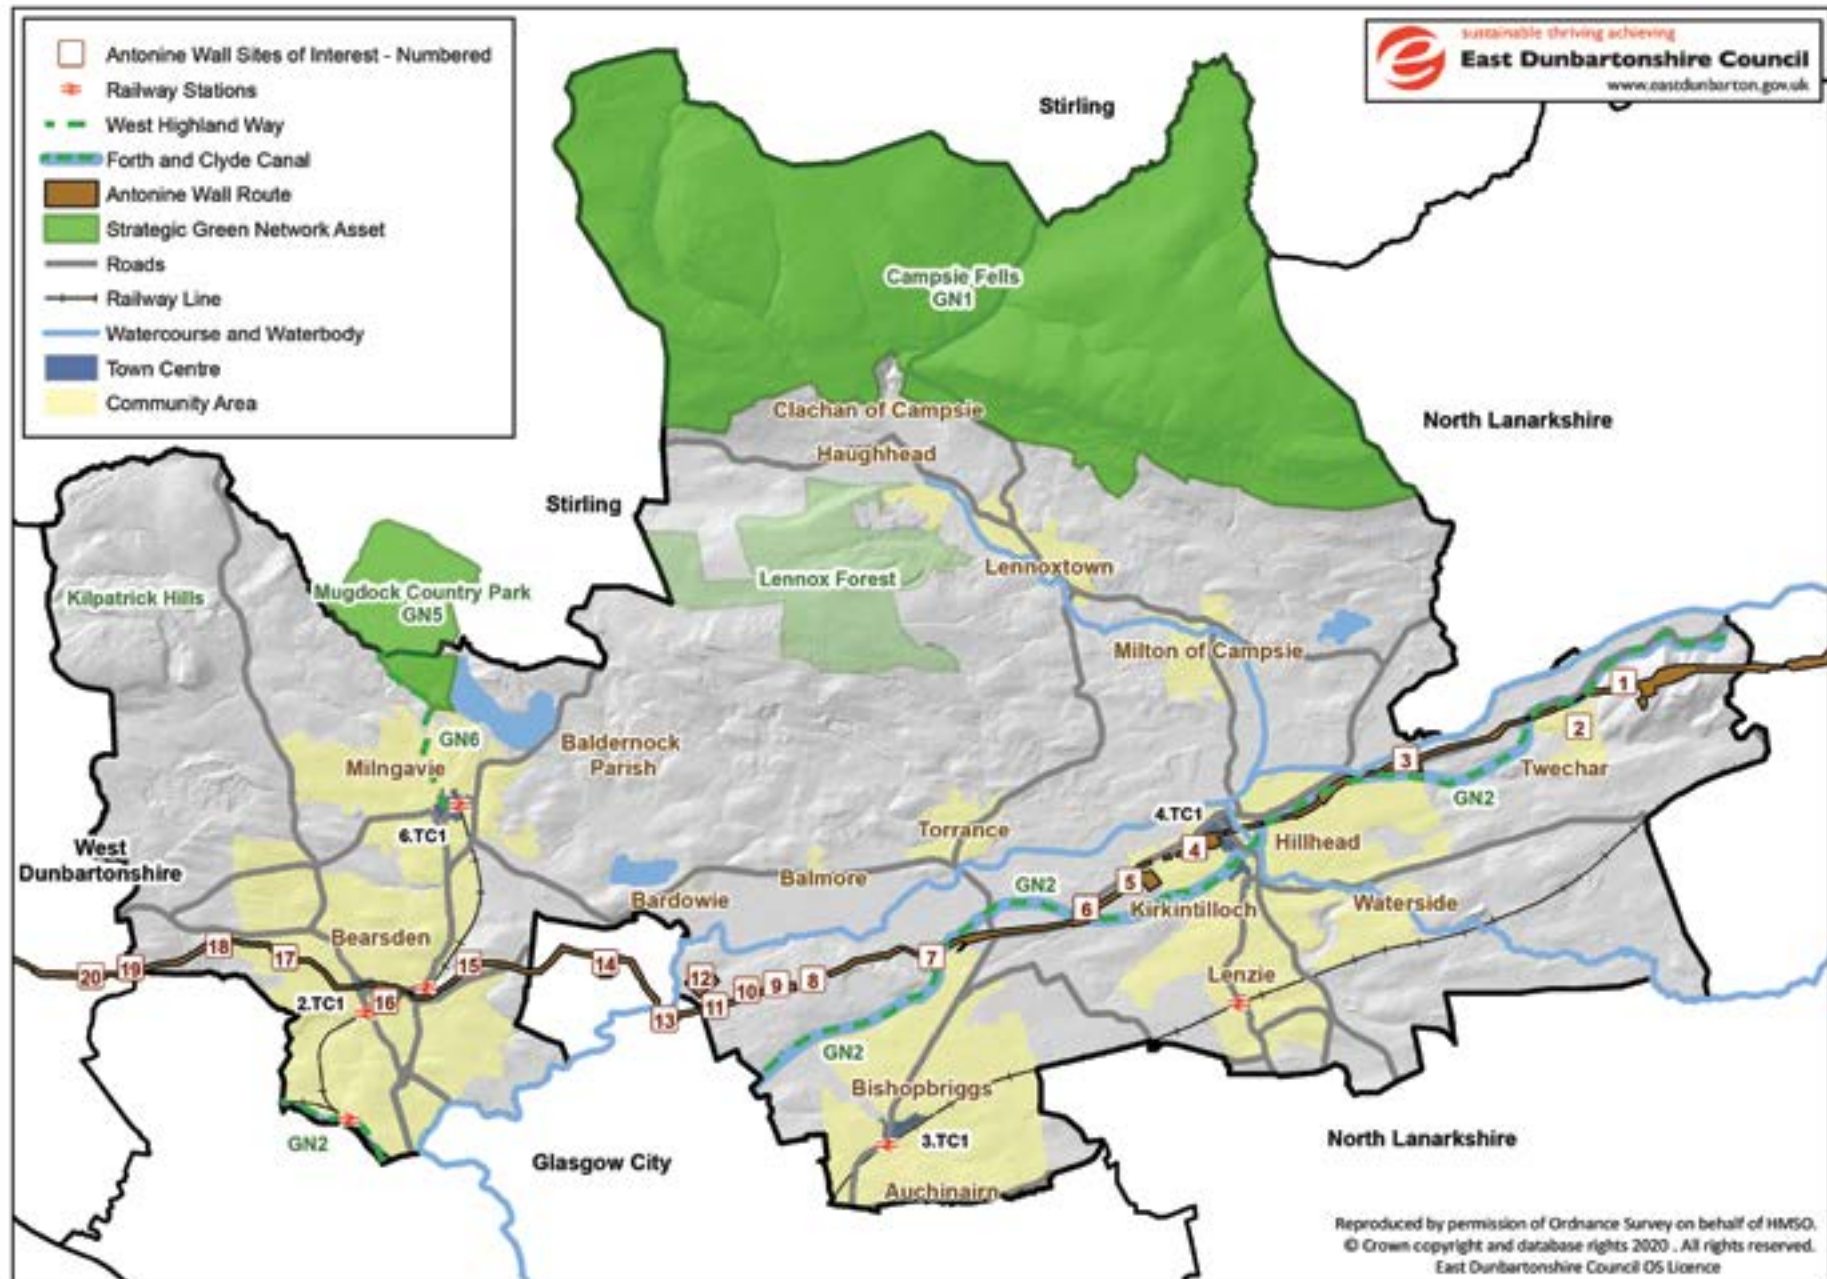 Antonine Wall Sites of Interest - Numbered
Railway Stations
West Highland Way
Forth and Clyde Canal
Antonine Wall Route
Strategic Green Network Asset
Roads
Railway Line
Watercourse and Waterbody
Town Centre
Community Area
sustainable thriving achieving
East Dunbartonshire Council
www.eastdunbarton.gov.uk
Stirling
Campsie Fells
GN1
Clachan of Campsie
North Lanarkshire
Haughhead
Stirling
Lennoxtown
Lennox Forest
Kilpatrick Hills
Mugdock Country Park
GN5
Milton of Campsie
1
2
3
Twechar
GN2
GN6
Baldernock
Parish
Milngavie
6.TC1
4.TC1
Torrance
Hillhead
4
West
Dunbartonshire
Balmore
Bardowie
GN2
5
6
Kirkintilloch
Waterside
Bearsden
18
17
20
19
15
14
7
12
10
9
8
11
13
Lenzie
2.TC1
16
GN2
Bishopbriggs
3.TC1
GN2
Glasgow City
North Lanarkshire
Auchinairn
Reproduced by permission of Ordnance Survey on behalf of HMSO.
© Crown copyright and database rights 2020 . All rights reserved.
East Dunbartonshire Council OS Licence